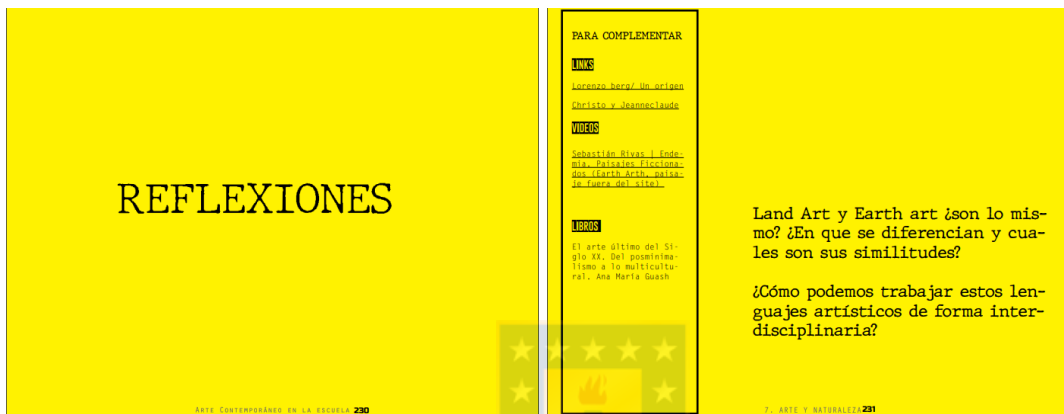 REFLEXIONES
ARTE CONTEMPORÁNEO EN LA ESCUELA 230
PARA COMPLEMENTAR
LINKS
Lorenzo berg/ Un origen
Christo y Jeanneclaude
VIDEOS
Sebastián Rivas | Ende-
mia. Paisajes Ficciona-
dos (Earth Arth, paisa-
je fuera del site)
LIBROS
El arte último del Si-
glo XX. Del posminima-
lismo a lo multicultu-
ral. Ana María Guash
Land Art y Earth art ¿son lo mis-
mo? ¿En que se diferencian y cua-
les son sus similitudes?
¿Cómo podemos trabajar estos len-
guajes artísticos de forma inter-
disciplinaria?
7. ARTE Y NATURALEZA 231